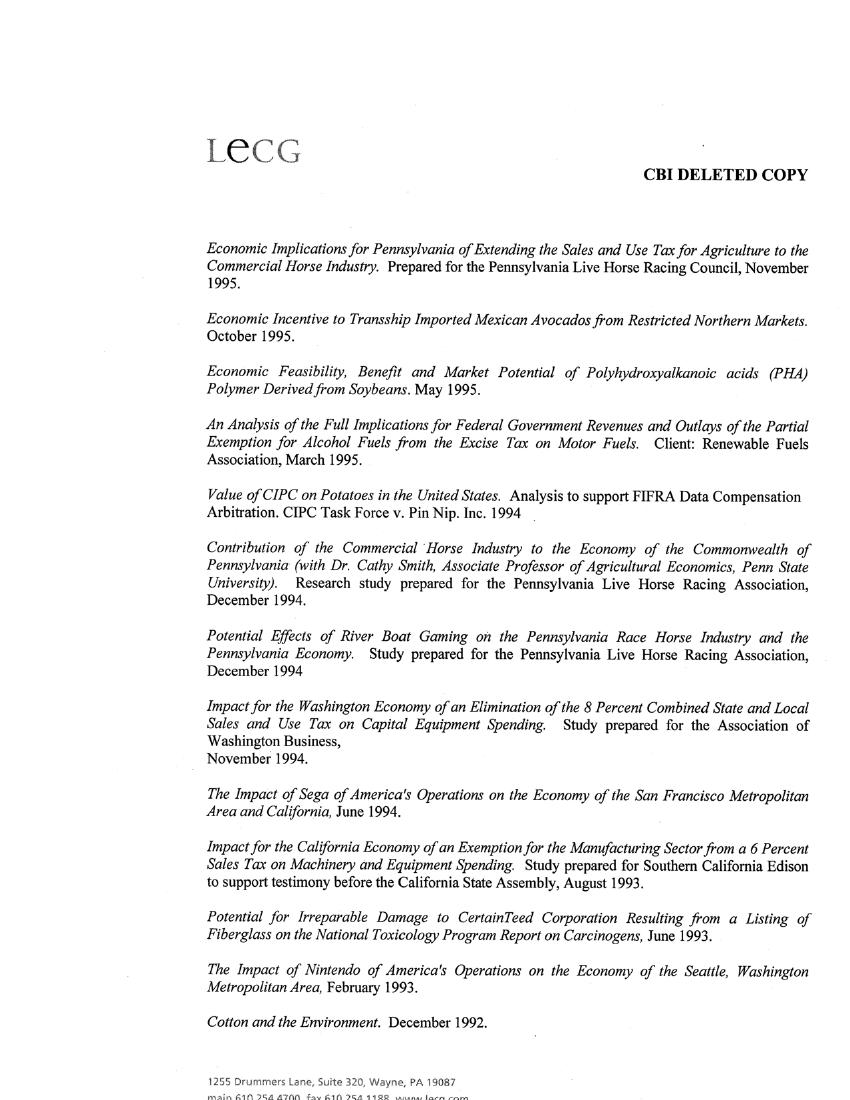 LECG
CBI DELETED COPY
Economic Implications for Pennsylvania of Extending the Sales and Use Tax for Agriculture to the
Commercial Horse Industry. Prepared for the Pennsylvania Live Horse Racing Council, November
1995.
Economic Incentive to Transship Imported Mexican Avocados from Restricted Northern Markets.
October 1995.
Economic Feasibility, Benefit and Market Potential of Polyhydroxyalkanoic acids (PHA)
Polymer Derived from Soybeans. May 1995.
An Analysis of the Full Implications for Federal Government Revenues and Outlays of the Partial
Exemption for Alcohol Fuels from the Excise Tax on Motor Fuels. Client: Renewable Fuels
Association, March 1995.
Value of CIPC on Potatoes in the United States. Analysis to support FIFRA Data Compensation
Arbitration. CIPC Task Force v. Pin Nip. Inc. 1994
Contribution of the Commercial Horse Industry to the Economy of the Commonwealth of
Pennsylvania (with Dr. Cathy Smith, Associate Professor of Agricultural Economics, Penn State
University). Research study prepared for the Pennsylvania Live Horse Racing Association,
December 1994.
Potential Effects of River Boat Gaming on the Pennsylvania Race Horse Industry and the
Pennsylvania Economy. Study prepared for the Pennsylvania Live Horse Racing Association,
December 1994
Impact for the Washington Economy of an Elimination of the 8 Percent Combined State and Local
Sales and Use Tax on Capital Equipment Spending. Study prepared for the Association of
Washington Business,
November 1994.
The Impact of Sega of America's Operations on the Economy of the San Francisco Metropolitan
Area and California, June 1994.
Impact for the California Economy of an Exemption for the Manufacturing Sector from a 6 Percent
Sales Tax on Machinery and Equipment Spending. Study prepared for Southern California Edison
to support testimony before the California State Assembly, August 1993.
Potential for Irreparable Damage to CertainTeed Corporation Resulting from a Listing of
Fiberglass on the National Toxicology Program Report on Carcinogens, June 1993.
The Impact of Nintendo of America's Operations on the Economy of the Seattle, Washington
Metropolitan Area, February 1993.
Cotton and the Environment. December 1992.
1255 Drummers Lane, Suite 320, Wayne, PA 19087
main 610.254.4700 fax 610.254.1188 www.lecg.com